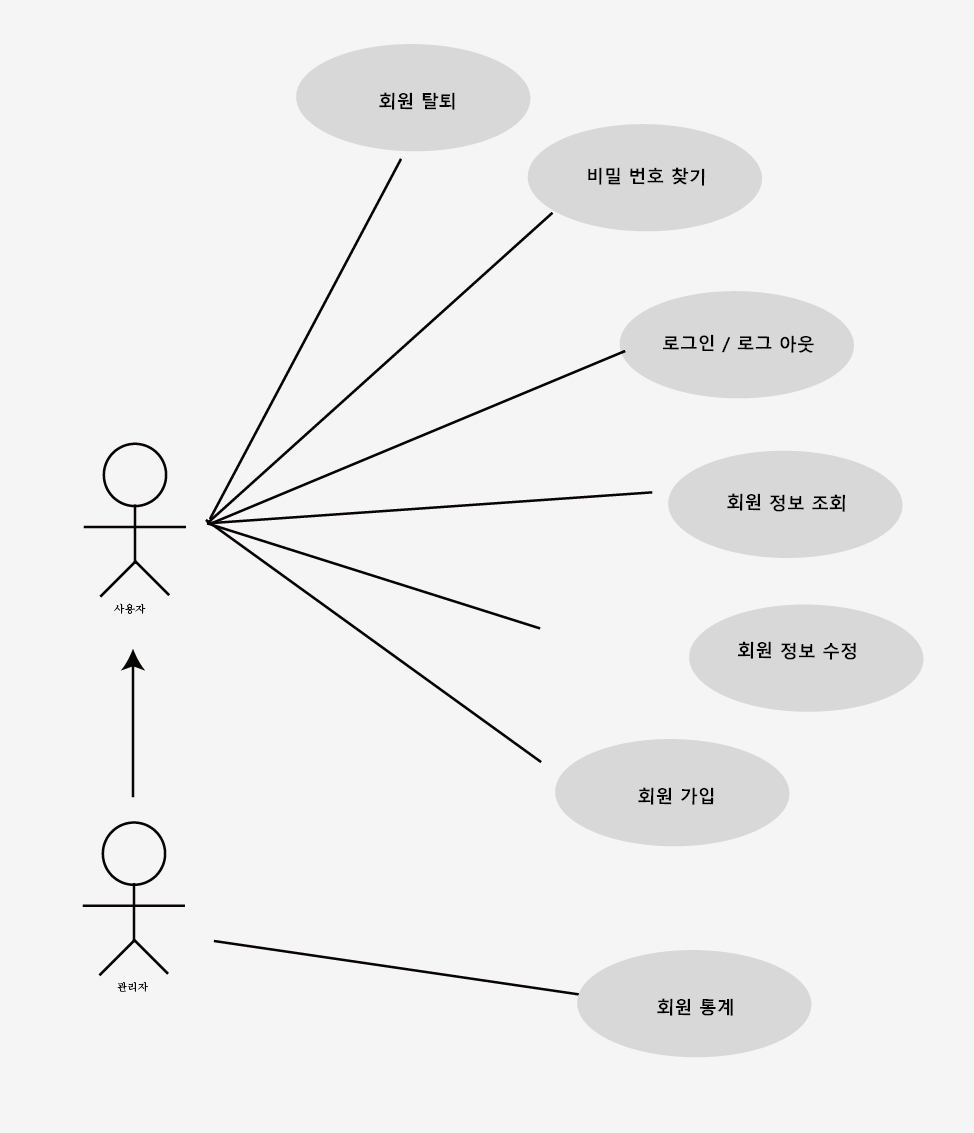 회원 탈퇴
비밀 번호 찾기
로그인 / 로그 아웃
회원 정보 조회
사용자
회원 정보 수정
회원 가입
관리자
회원 통계